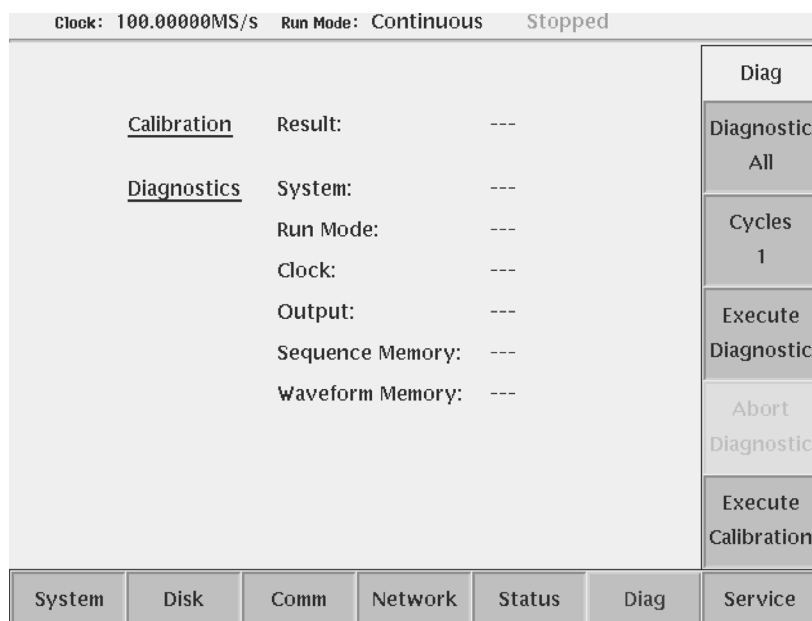 Clock: 100.00000MS/s Run Mode: Continuous Stopped
Calibration Result: ---
Diagnostics System: ---
Run Mode: ---
Clock: ---
Output: ---
Sequence Memory: ---
Waveform Memory: ---
Diag
Diagnostic
All
Cycles
1
Execute
Diagnostic
Abort
Diagnostic
Execute
Calibration
System Disk Comm Network Status Diag Service